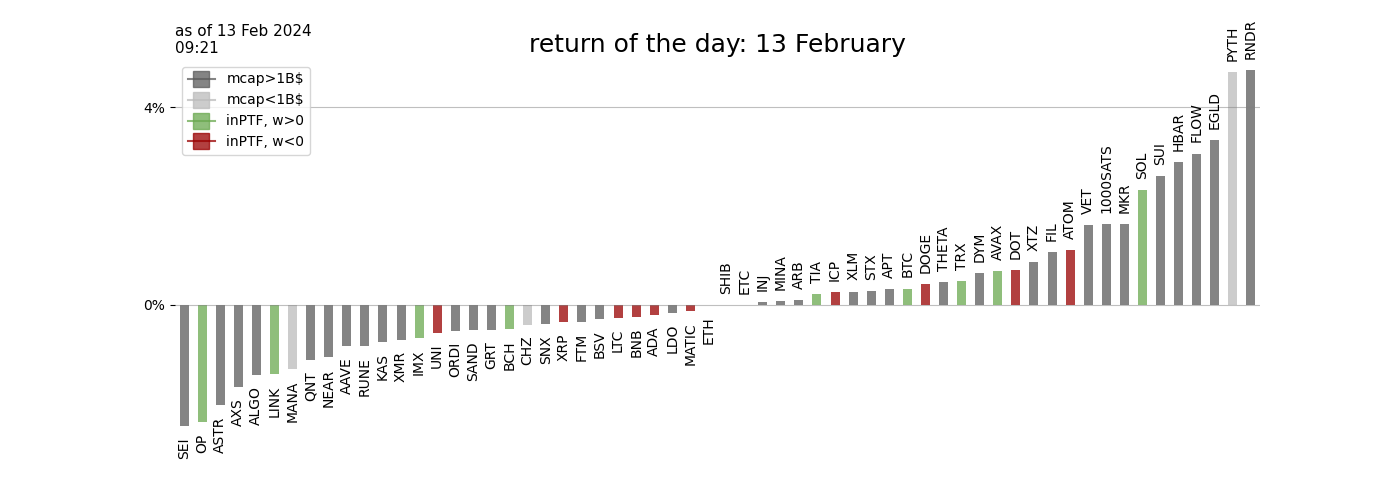 as of 13 Feb 2024
09:21
return of the day: 13 February
mcap>1B$
mcap<1B$
inPTF, w>0
inPTF, w<0
4%
0%
SEI
OP
ASTR
AXS
ALGO
LINK
MANA
QNT
NEAR
AAVE
RUNE
KAS
XMR
IMX
UNI
ORDI
SAND
GRT
BCH
CHZ
SNX
XRP
FTM
BSV
LTC
BNB
ADA
LDO
MATIC
ETH
SHIB
ETC
INJ
MINA
ARB
TIA
ICP
XLM
STX
APT
BTC
DOGE
THETA
TRX
DYM
AVAX
DOT
XTZ
FIL
ATOM
VET
1000SATS
MKR
SOL
SUI
HBAR
FLOW
EGLD
PYTH
RNDR